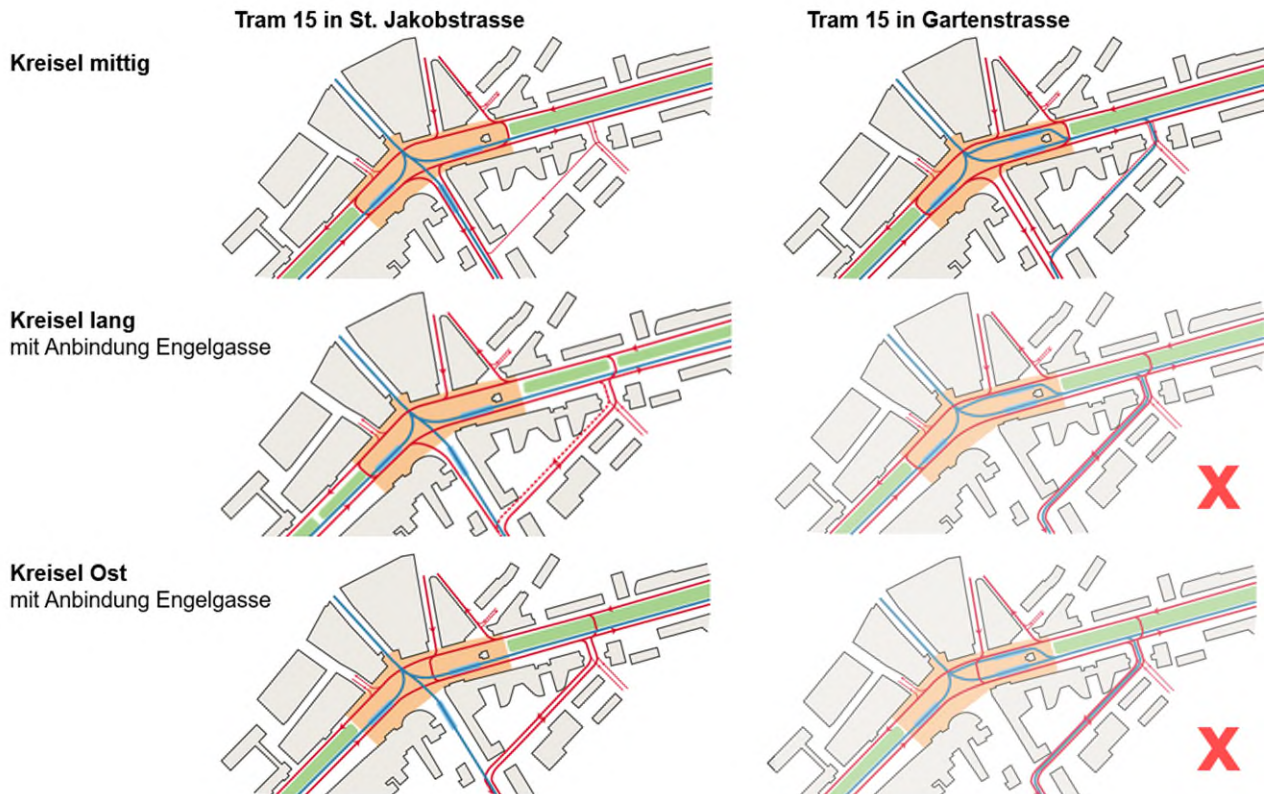 Tram 15 in St. Jakobstrasse
Tram 15 in Gartenstrasse
Kreisel mittig
Kreisel lang
mit Anbindung Engelgasse
X
Kreisel Ost
mit Anbindung Engelgasse
X